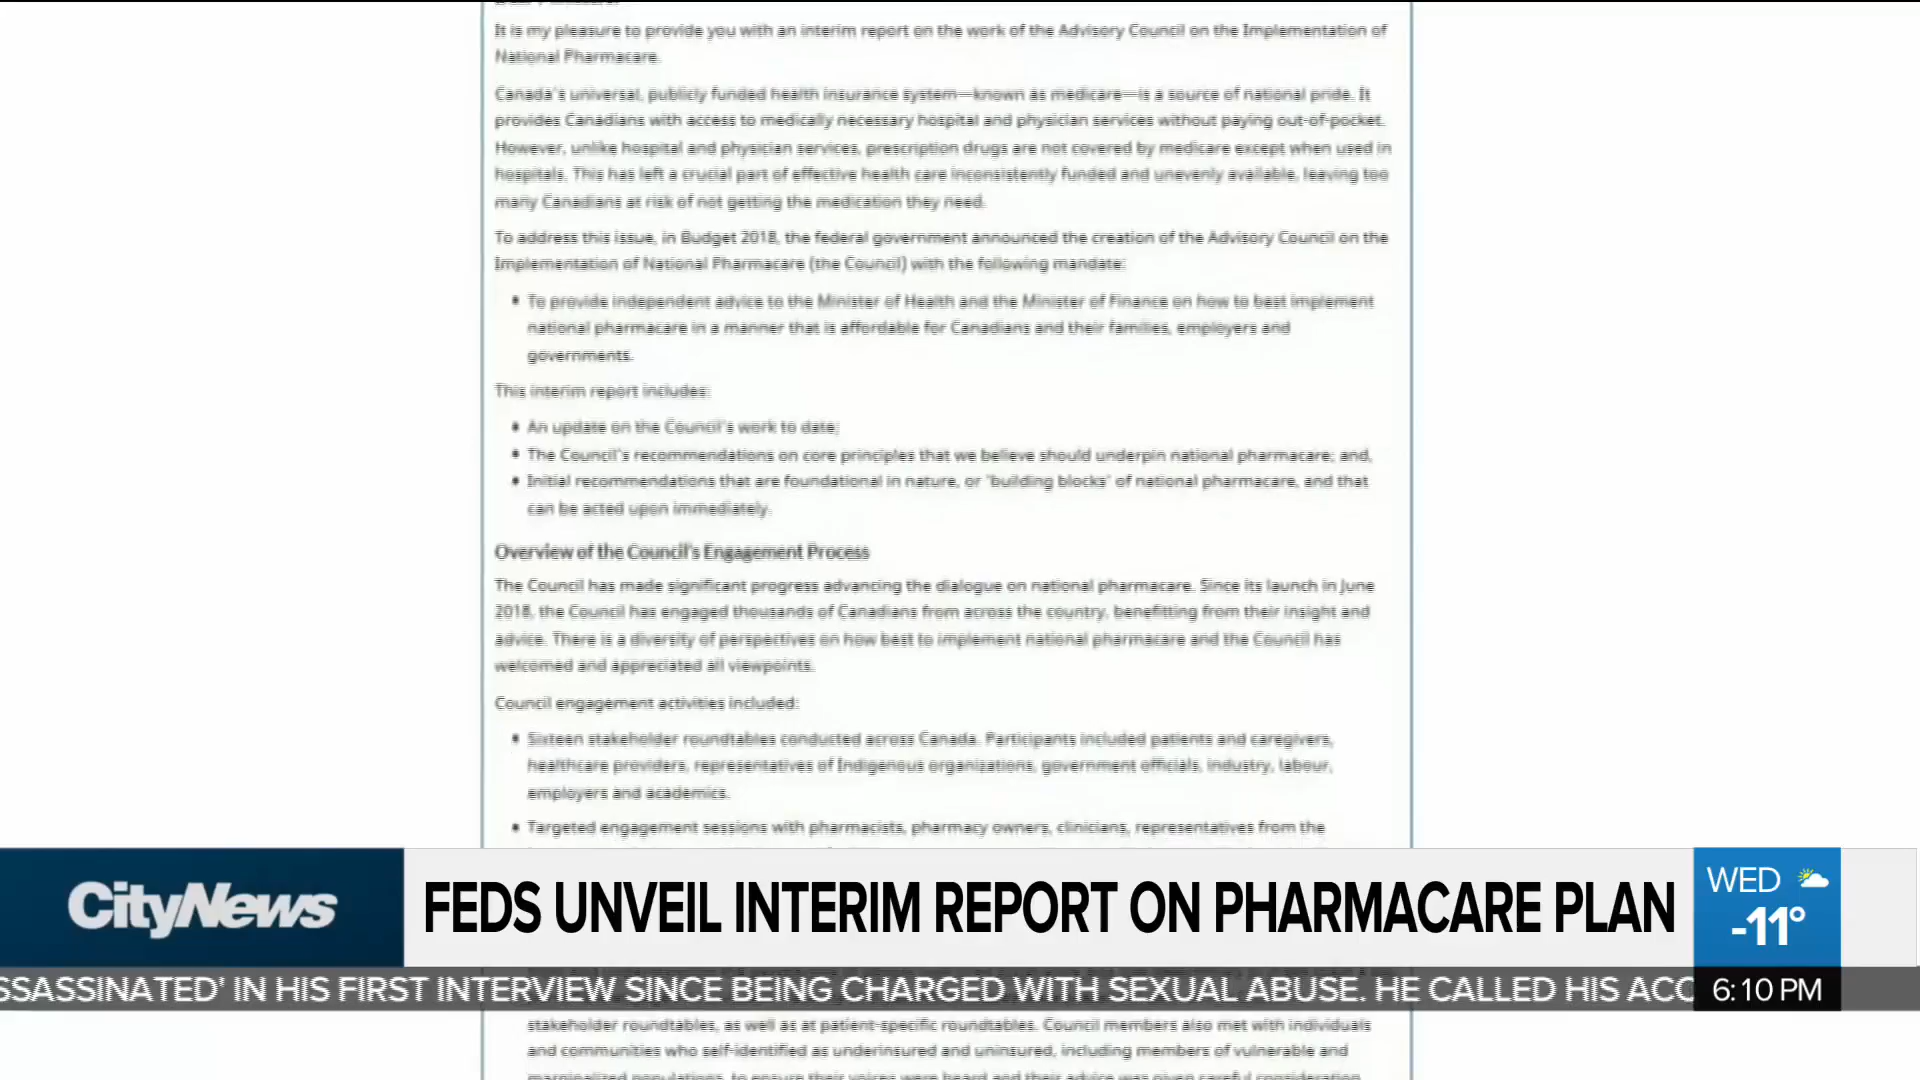 It is my pleasure to provide you with an interim report on the work of the Advisory Council on the Implementation of
National Pharmacare.
Canada's universal, publicly funded health insurance system—known as medicare—is a source of national pride. It
provides Canadians with access to medically necessary hospital and physician services without paying out-of-pocket.
However, unlike hospital and physician services, prescription drugs are not covered by medicare except when used in
hospitals. This has left a crucial part of effective health care inconsistently funded and unevenly available, leaving too
many Canadians at risk of not getting the medication they need.
To address this issue, in Budget 2018, the federal government announced the creation of the Advisory Council on the
Implementation of National Pharmacare (the Council) with the following mandate:
• To provide independent advice to the Minister of Health and the Minister of Finance on how to best implement
national pharmacare in a manner that is affordable for Canadians and their families, employers and
governments.
This interim report includes:
• An update on the Council's work to date;
• The Council's recommendations on core principles that we believe should underpin national pharmacare; and,
• Initial recommendations that are foundational in nature, or 'building blocks' of national pharmacare, and that
can be acted upon immediately.
Overview of the Council's Engagement Process
The Council has made significant progress advancing the dialogue on national pharmacare. Since its launch in June
2018, the Council has engaged thousands of Canadians from across the country, benefitting from their insight and
advice. There is a diversity of perspectives on how best to implement national pharmacare and the Council has
welcomed and appreciated all viewpoints.
Council engagement activities included:
• Sixteen stakeholder roundtables conducted across Canada. Participants included patients and caregivers,
healthcare providers, representatives of Indigenous organizations, government officials, industry, labour,
employers and academics.
• Targeted engagement sessions with pharmacists, pharmacy owners, clinicians, representatives from the
CityNews
FEDS UNVEIL INTERIM REPORT ON PHARMACARE PLAN
WED
-11°
SSASSINATED' IN HIS FIRST INTERVIEW SINCE BEING CHARGED WITH SEXUAL ABUSE. HE CALLED HIS ACC
6:10 PM
stakeholder roundtables, as well as at patient-specific roundtables. Council members also met with individuals
and communities who self-identified as underinsured and uninsured, including members of vulnerable and
marginalized populations, to ensure their voices were heard and their advice was given careful consideration